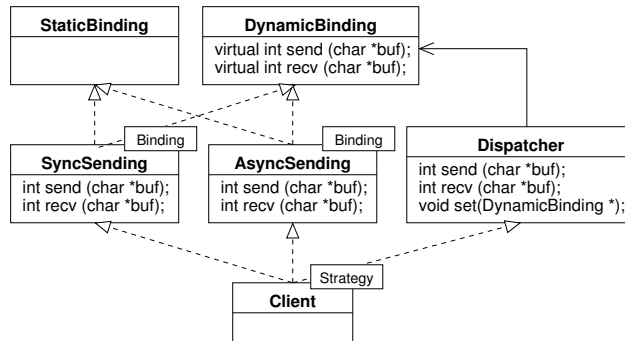 StaticBinding
DynamicBinding
virtual int send (char *buf);
virtual int recv (char *buf);
Binding
Binding
SyncSending
int send (char *buf);
int recv (char *buf);
AsyncSending
int send (char *buf);
int recv (char *buf);
Dispatcher
int send (char *buf);
int recv (char *buf);
void set(DynamicBinding *);
Strategy
Client